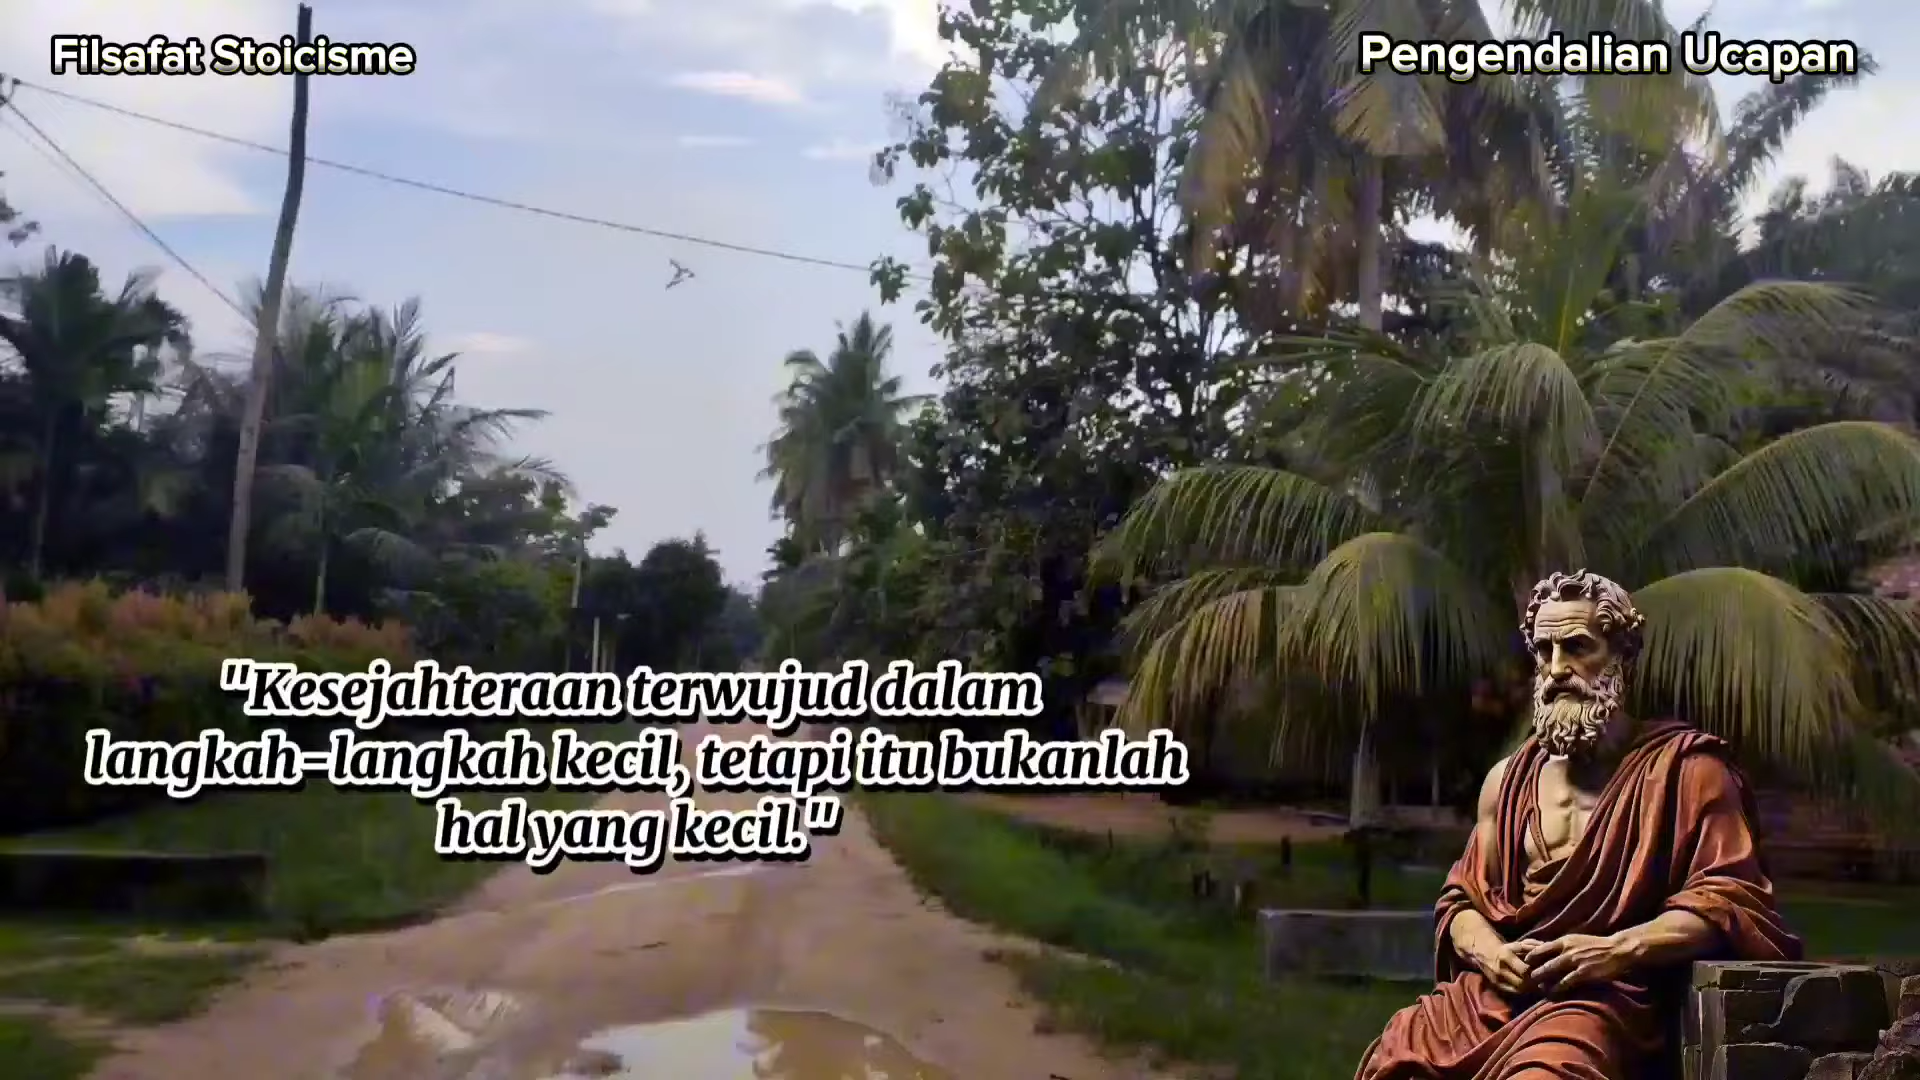 Filsafat Stoicisme
Pengendalian Ucapan
"Kesejahteraan terwujud dalam
langkah-langkah kecil, tetapi itu bukanlah
hal yang kecil."